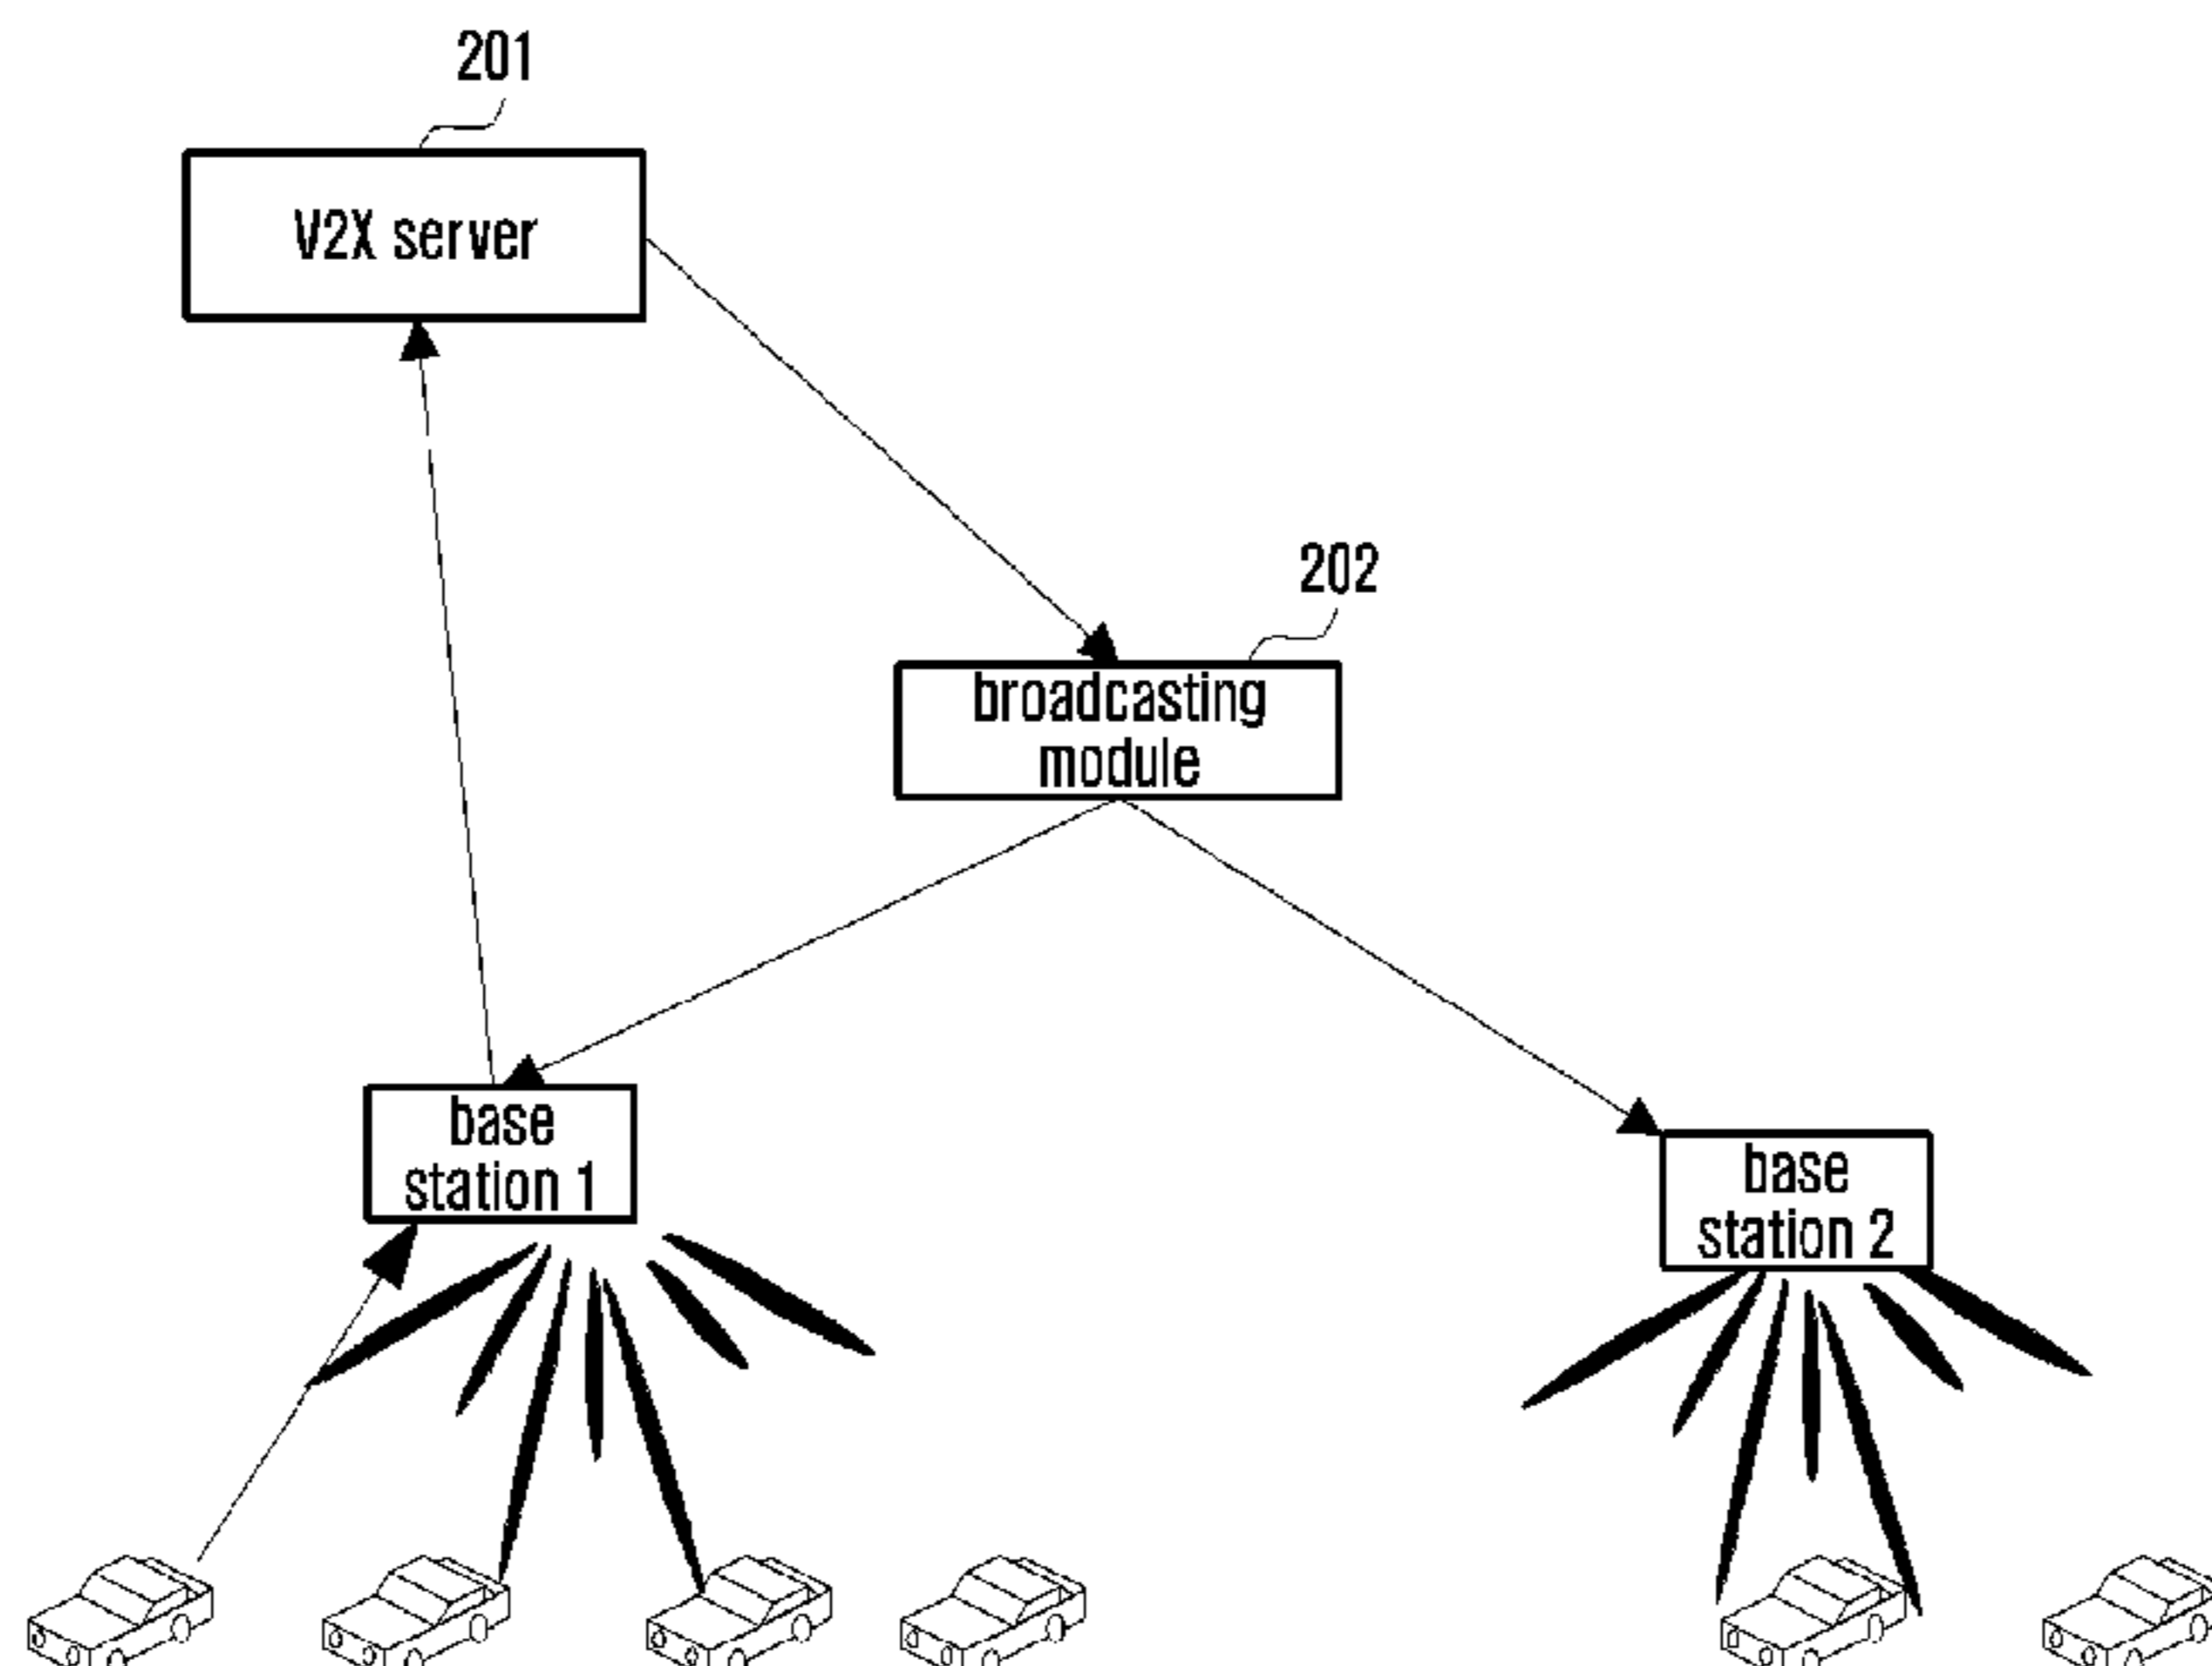 201
V2X server
202
broadcasting
module
base
station 1
base
station 2